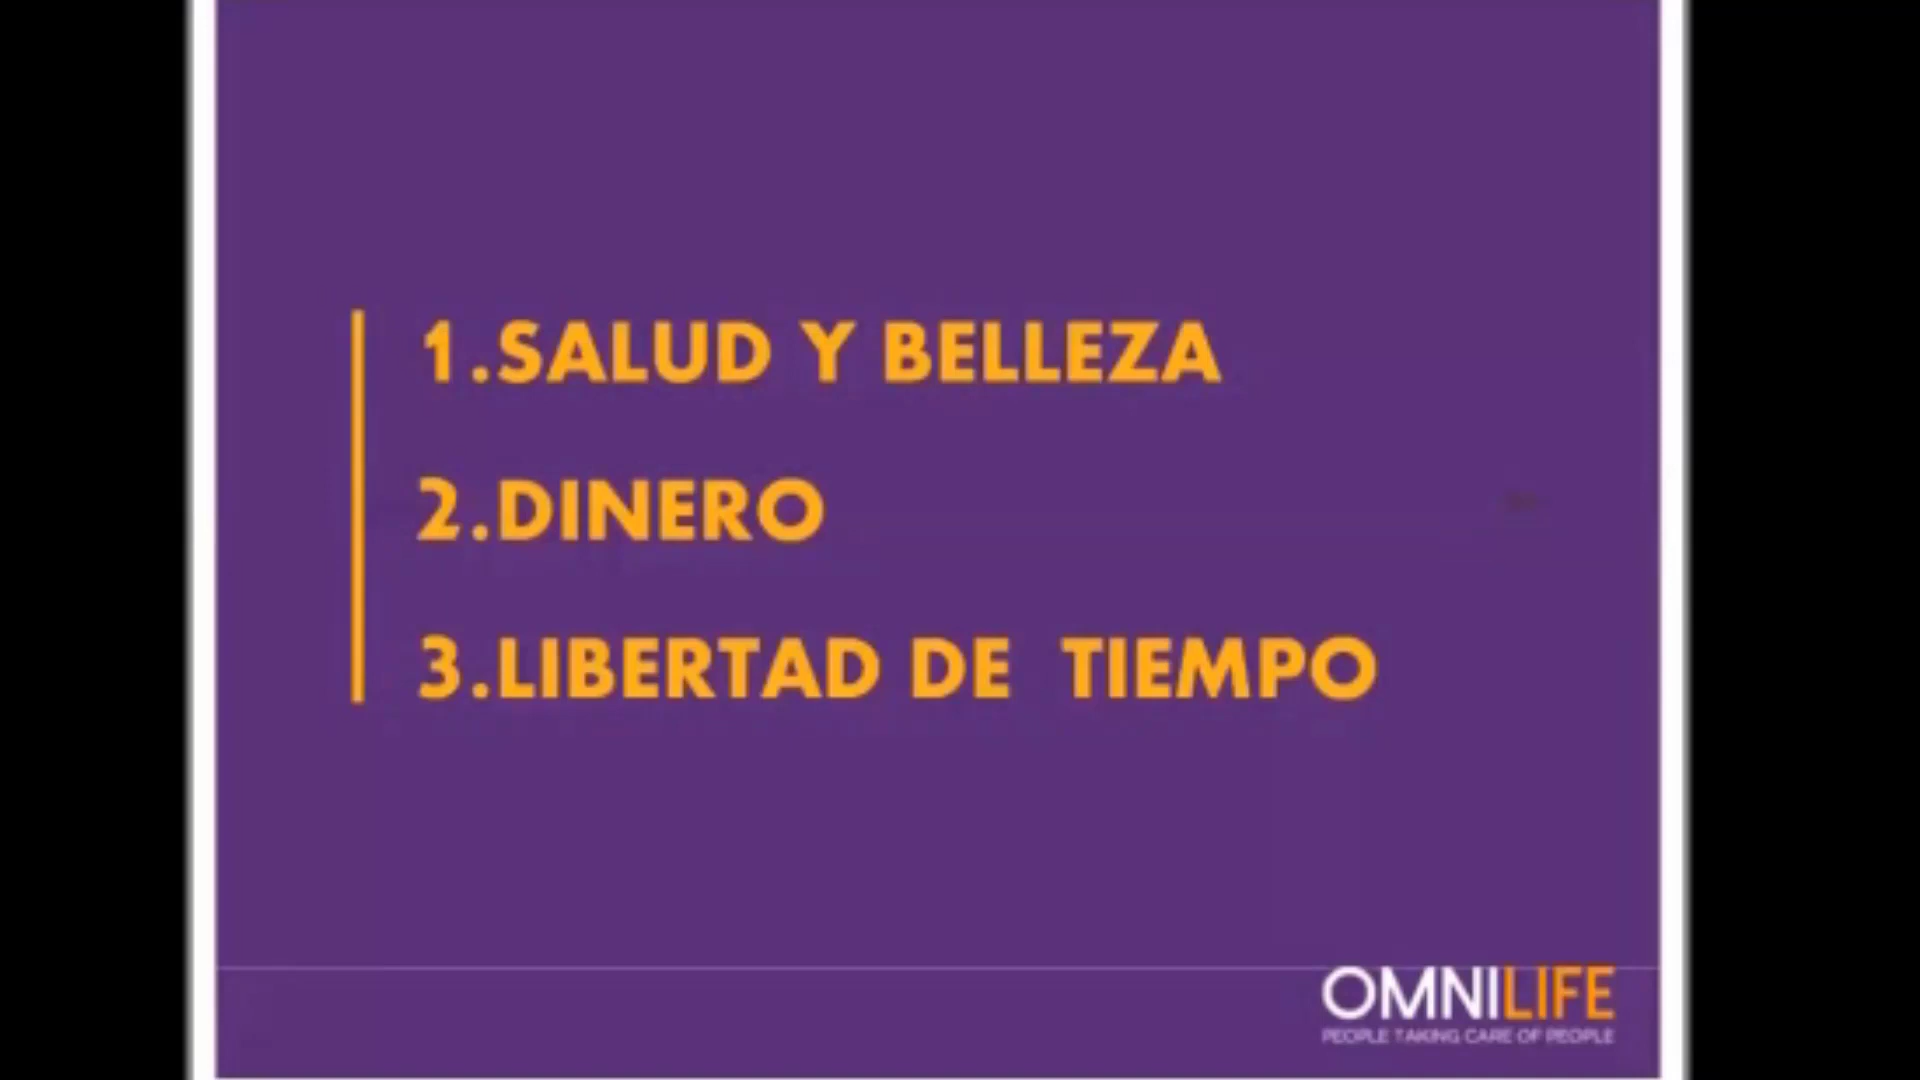 1.SALUD Y BELLEZA
2.DINERO
3.LIBERTAD DE TIEMPO
OMNILIFE
PEOPLE TAKING CARE OF PEOPLE